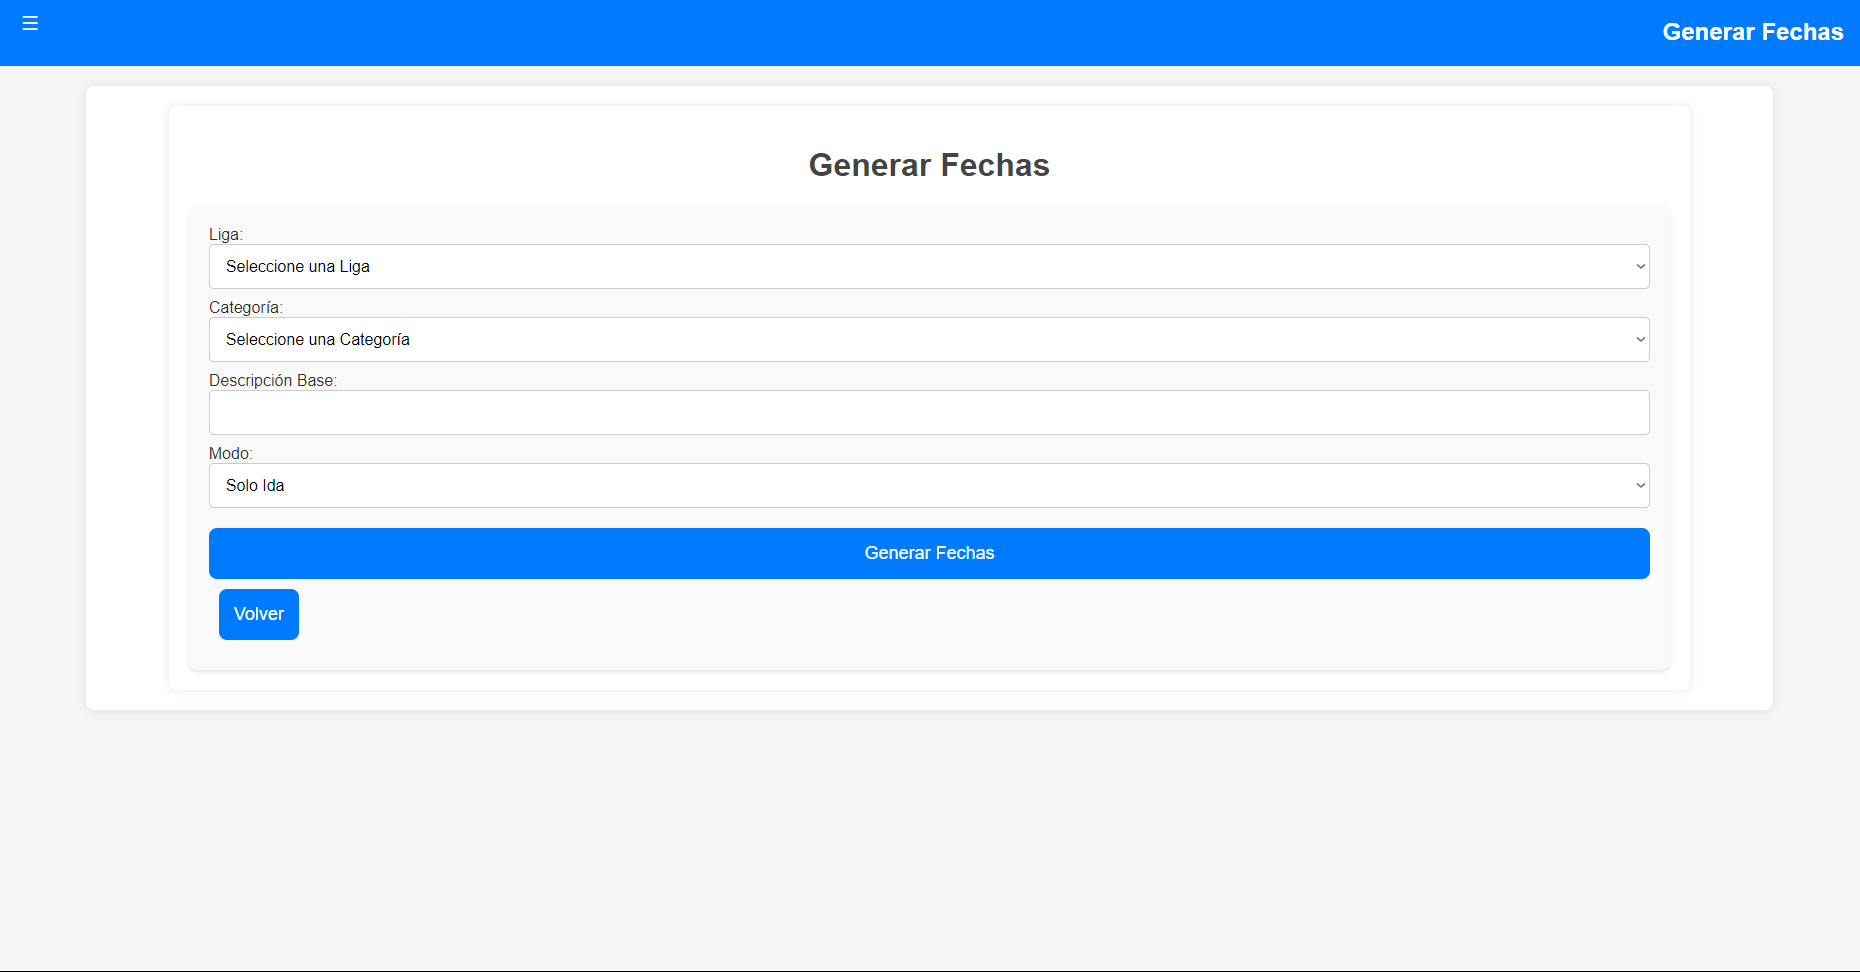 Generar Fechas
Generar Fechas
Liga:
Seleccione una Liga
Categoría:
Seleccione una Categoría
Descripción Base:
Modo:
Solo Ida
Generar Fechas
Volver